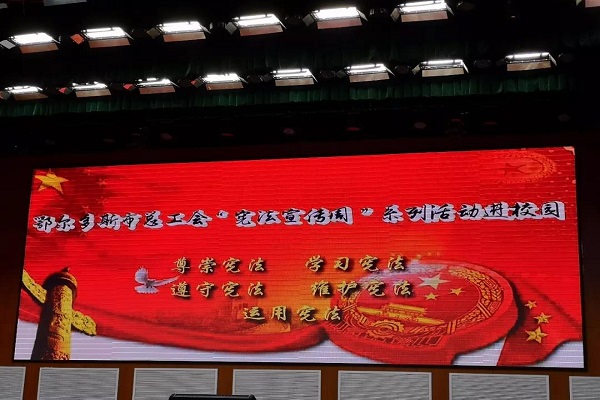 鄂尔多斯市总工会“宪法宣传周”系列活动进校园
尊崇宪法 学习宪法
遵守宪法 维护宪法
运用宪法